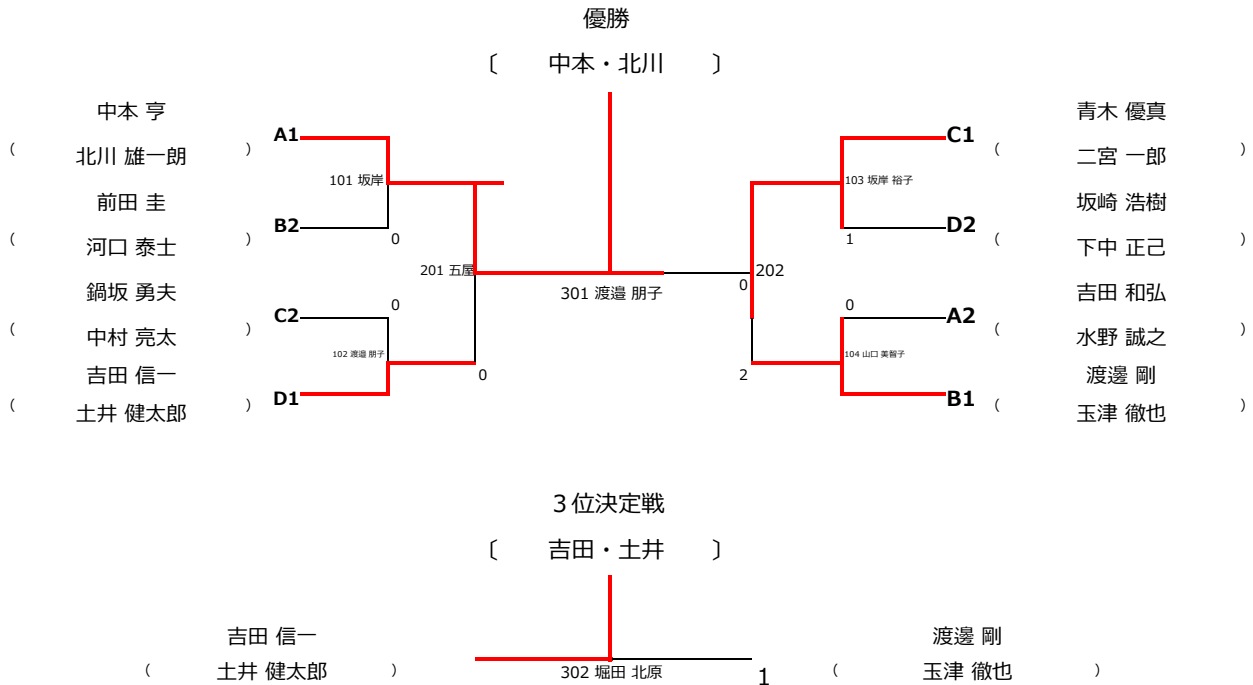 優勝
〔 中本・北川 〕
中本 亨
A1
( 北川 雄一朗 )
101 坂岸
前田 圭
B2
( 河口 泰士 )
0
201 五屋
鍋坂 勇夫
0
C2
( 中村 亮太 )
102 渡邉 朋子
吉田 信一
0
D1
( 土井 健太郎 )
301 渡邉 朋子
青木 優真
C1
( 二宮 一郎 )
103 坂岸 裕子
坂崎 浩樹
D2
1
( 下中 正己 )
202
0
吉田 和弘
0
A2
( 水野 誠之 )
104 山口 美智子
渡邊 剛
2
B1
( 玉津 徹也 )
３位決定戦
〔 吉田・土井 〕
吉田 信一
( 土井 健太郎 )
302 堀田 北原
1
渡邊 剛
( 玉津 徹也 )